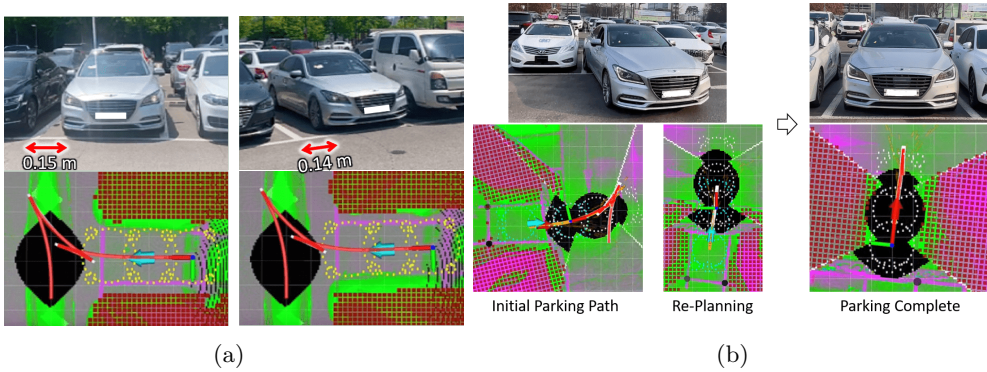 0.15 m
0.14 m
Initial Parking Path
Re-Planning
Parking Complete
(a)
(b)